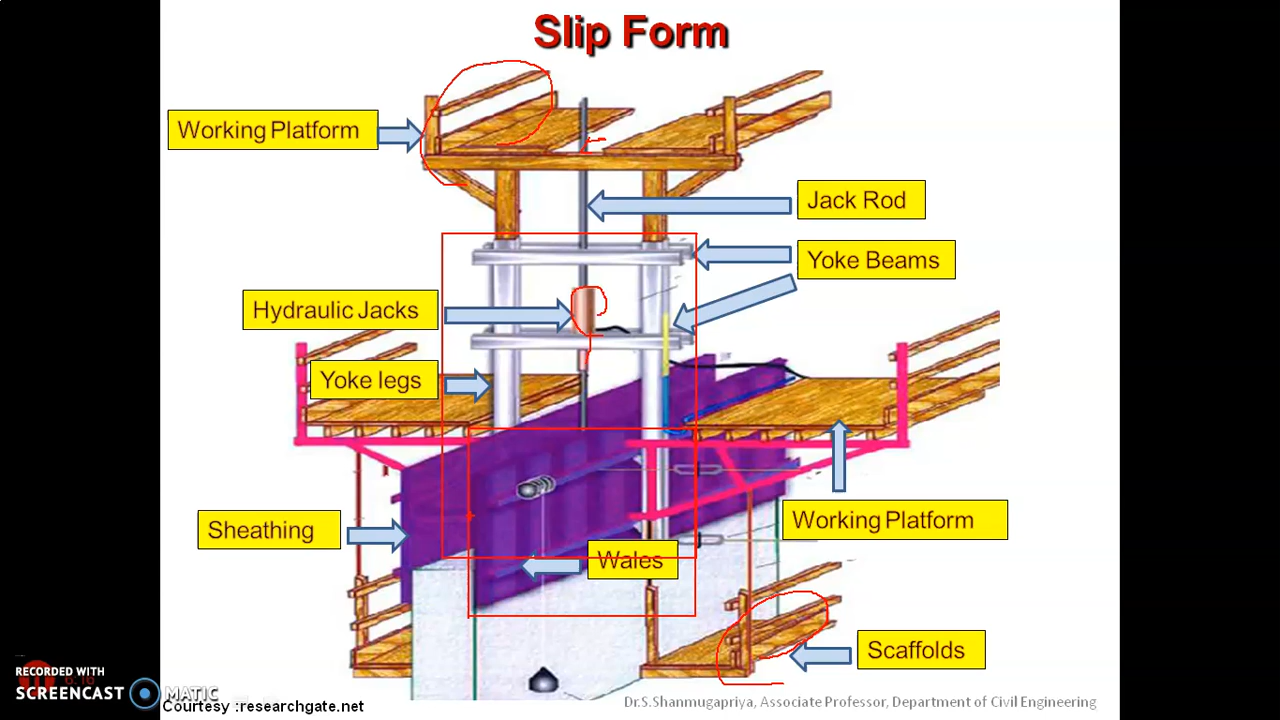 Slip Form
Working Platform
Jack Rod
Yoke Beams
Hydraulic Jacks
Yoke legs
Sheathing
Working Platform
Wales
Scaffolds
RECORDED WITH
SCREENCAST MATIC
Courtesy :researchgate.net
Dr.S.Shanmugapriya, Associate Professor, Department of Civil Engineering